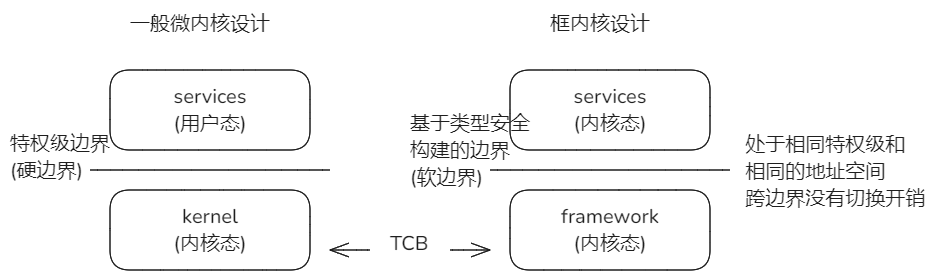 一般微内核设计
框内核设计
services
(用户态)
services
(内核态)
特权级边界
(硬边界)
基于类型安全
构建的边界
(软边界)
处于相同特权级和
相同的地址空间
跨边界没有切换开销
kernel
(内核态)
TCB
framework
(内核态)